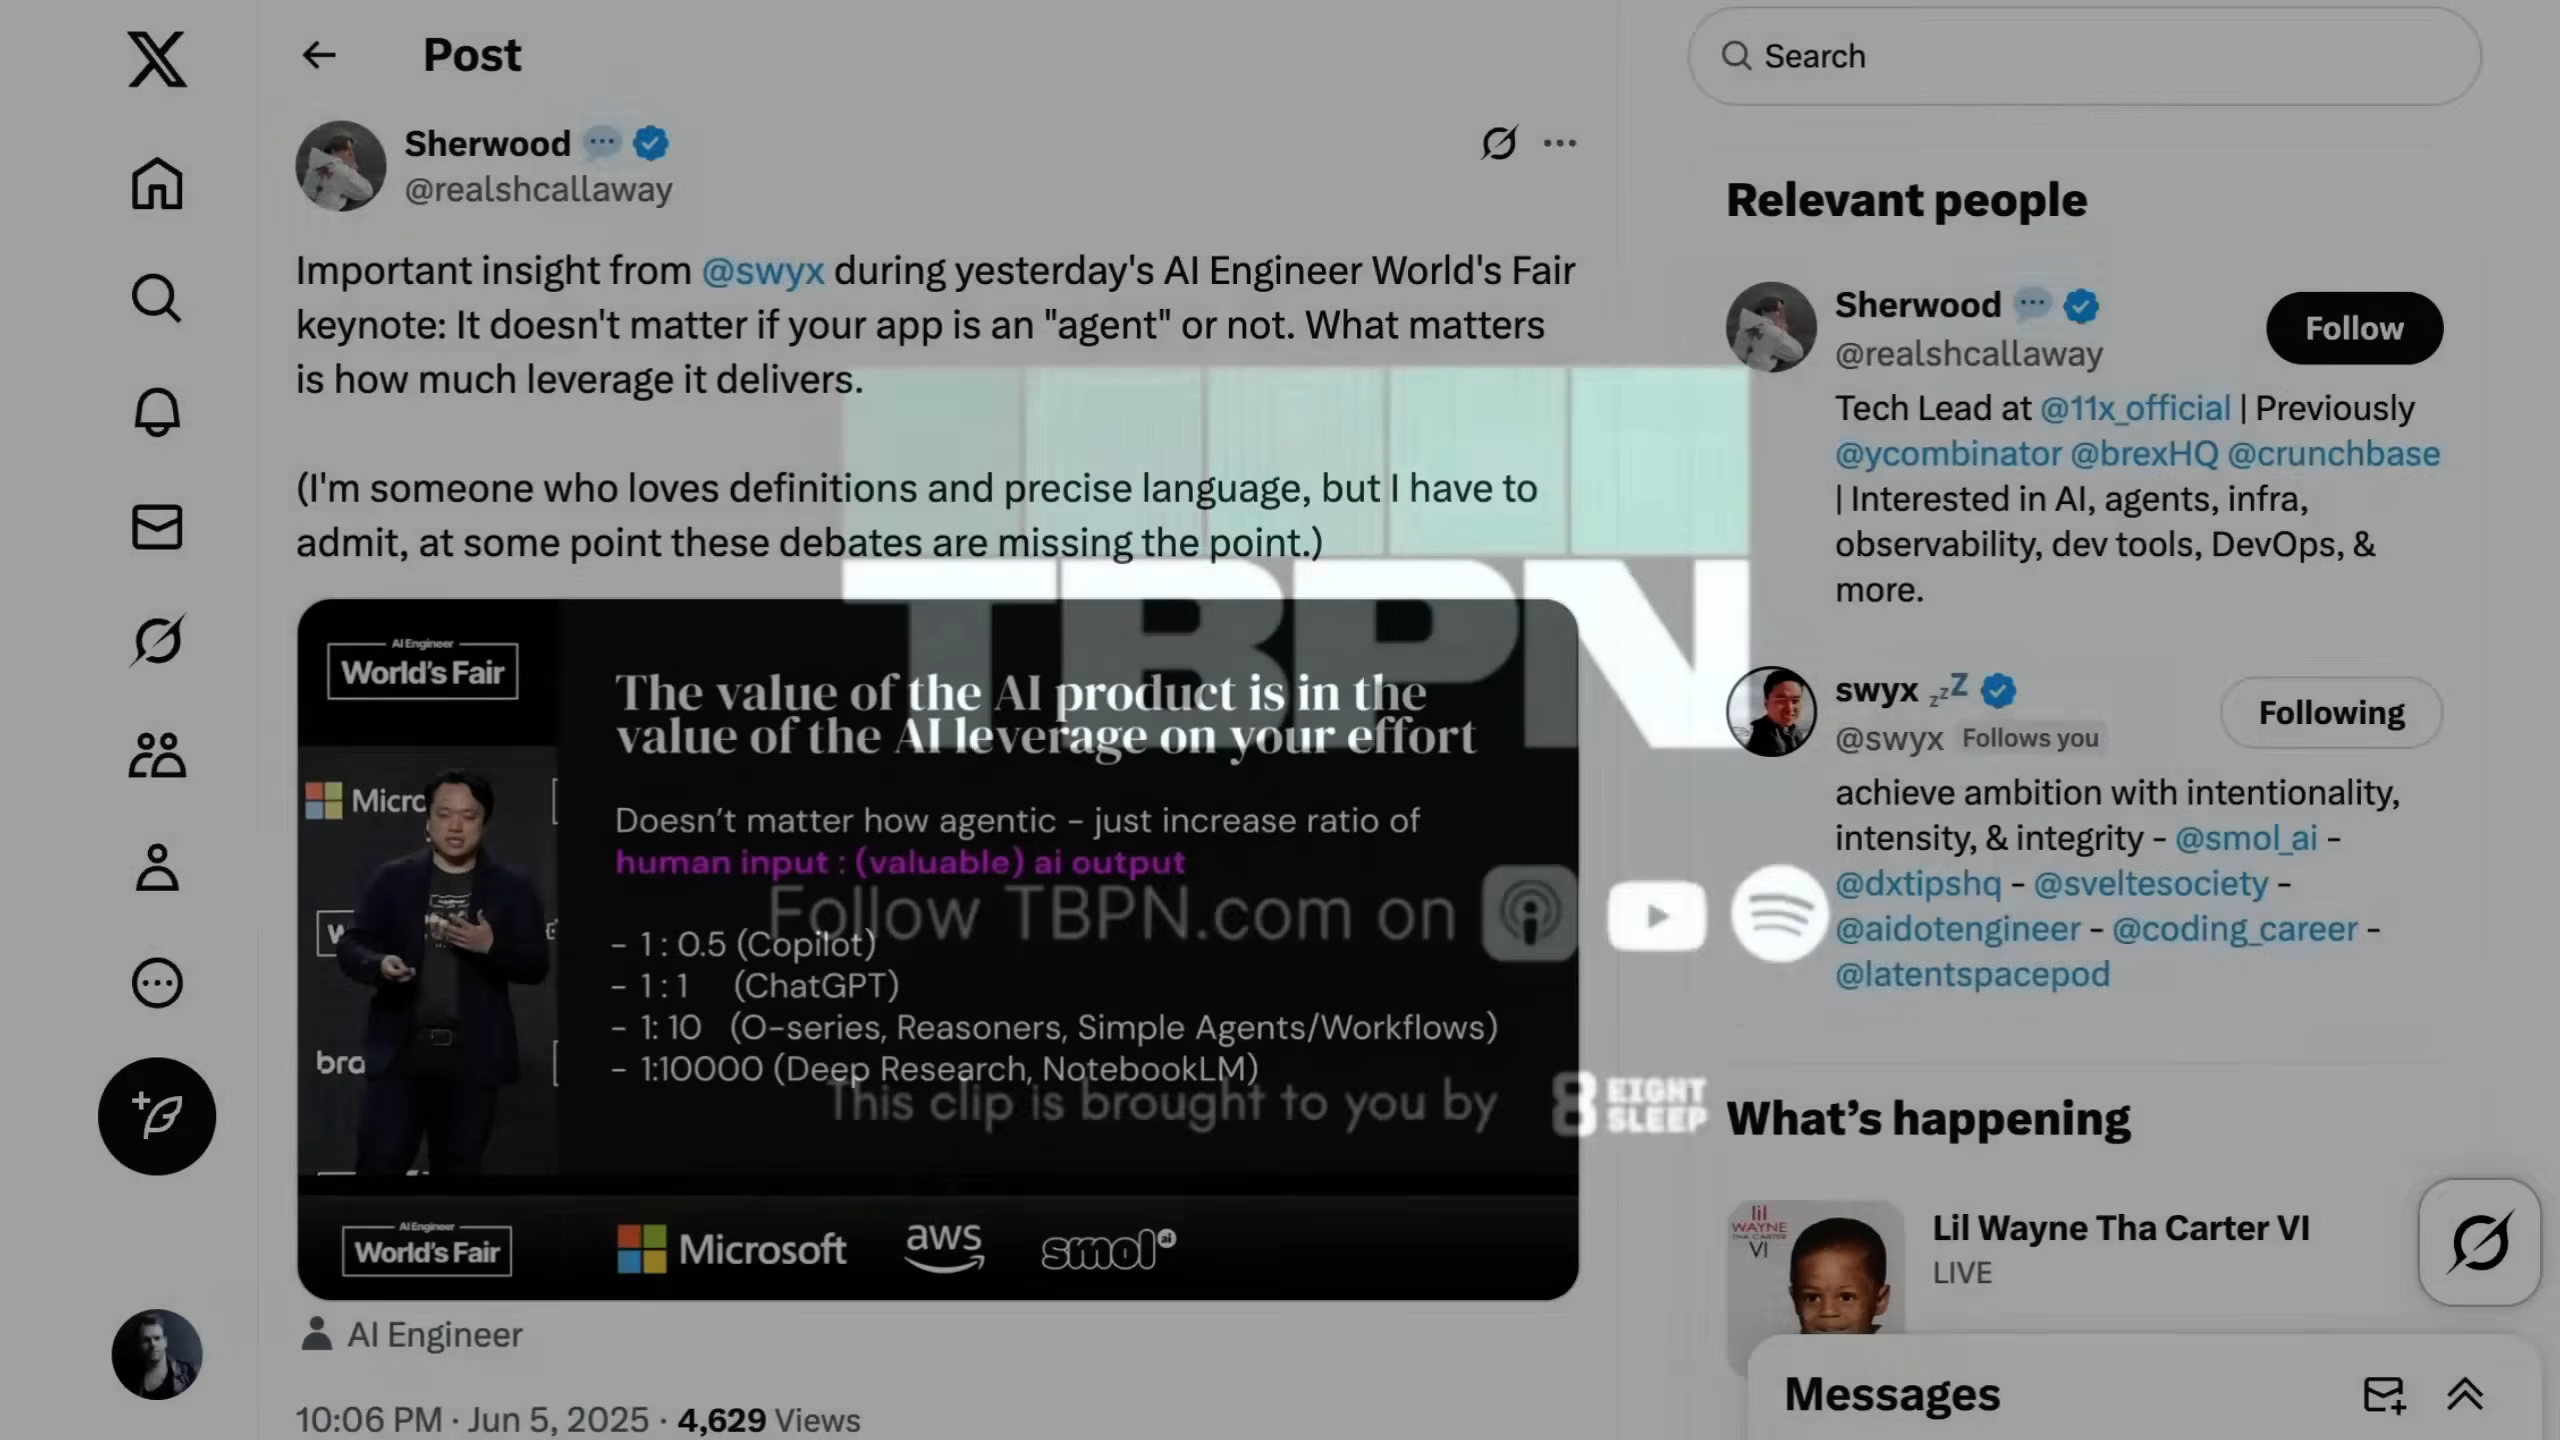 Post
Search
Sherwood
@realshcallaway
Important insight from @swyx during yesterday's AI Engineer World's Fair
keynote: It doesn't matter if your app is an "agent" or not. What matters
is how much leverage it delivers.
(I'm someone who loves definitions and precise language, but I have to
admit, at some point these debates are missing the point.)
TBPN
AI Engineer
World's Fair
Micro
W
bra
The value of the AI product is in the
value of the AI leverage on your effort
Doesn't matter how agentic – just increase ratio of
human input : (valuable) ai output
Follow TBPN.com on
– 1 : 0.5 (Copilot)
– 1 : 1 (ChatGPT)
– 1: 10 (O-series, Reasoners, Simple Agents/Workflows)
– 1:10000 (Deep Research, NotebookLM)
This clip is brought to you by
8 EIGHT
SLEEP
AI Engineer
World's Fair
Microsoft
aws
smol ai
AI Engineer
10:06 PM · Jun 5, 2025 · 4,629 Views
Relevant people
Sherwood
@realshcallaway
Follow
Tech Lead at @11x_official | Previously
@ycombinator @brexHQ @crunchbase
| Interested in AI, agents, infra,
observability, dev tools, DevOps, &
more.
swyx zzZ
@swyx Follows you
Following
achieve ambition with intentionality,
intensity, & integrity - @smol_ai -
@dxtipshq - @sveltesociety -
@aidotengineer - @coding_career -
@latentspacepod
What's happening
lil
WAYNE
THA CARTER
VI
Lil Wayne Tha Carter VI
LIVE
Messages